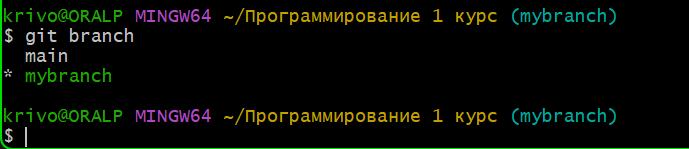 krivo@ORALP MINGW64 ~/Программирование 1 курс (mybranch)
$ git branch
  main
* mybranch
krivo@ORALP MINGW64 ~/Программирование 1 курс (mybranch)
$